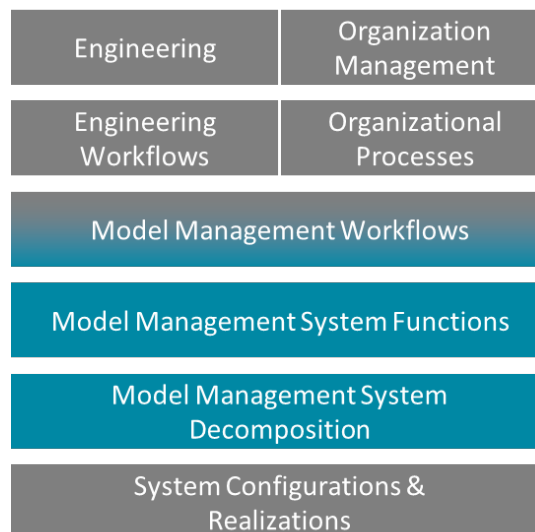 Engineering
Organization
Management
Engineering
Workflows
Organizational
Processes
Model Management Workflows
Model Management System Functions
Model Management System
Decomposition
System Configurations &
Realizations